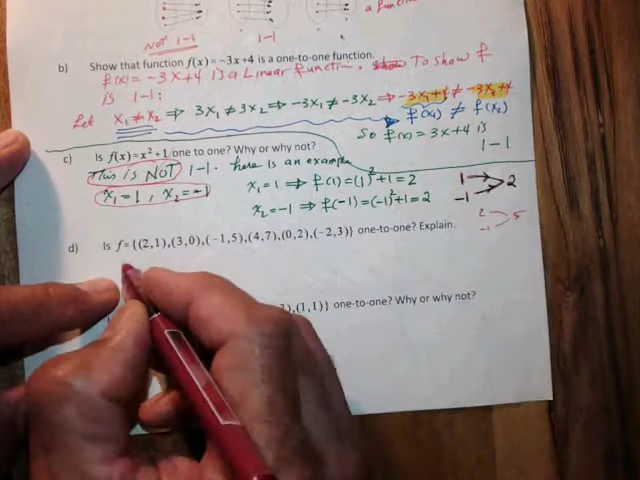 a function
Not 1-1
1-1
b) Show that function f(x)=-3x+4 is a one-to-one function.
f(x) = -3x+4 is a Linear function. To show f
is 1-1:
Let x₁ ≠ x₂ ⇒ 3x₁ ≠ 3x₂ ⇒ -3x₁ ≠ -3x₂ ⇒ -3x₁+4 ≠ -3x₂+4
f(x₁) ≠ f(x₂)
So f(x) = 3x+4 is
1-1
c) Is f(x)=x²+1 one to one? Why or why not?
This is NOT 1-1. here is an example
x₁=1, x₂=-1
x₁=1 ⇒ f(1)=(1)²+1=2
x₂=-1 ⇒ f(-1)=(-1)²+1=2
1
-1
2
2
-1
5
d) Is f={(2,1),(3,0),(-1,5),(4,7),(0,2),(-2,3)} one-to-one? Explain.
,(1,1)} one-to-one? Why or why not?